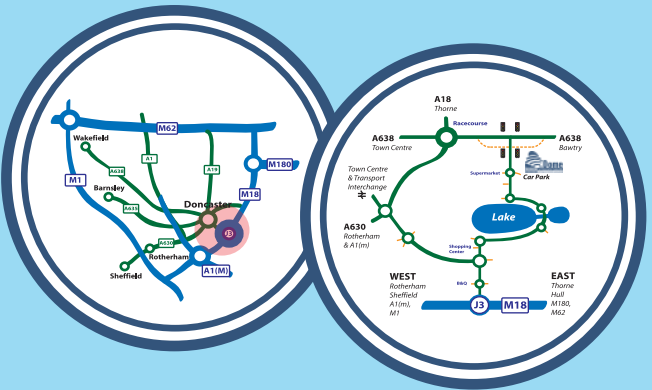 M62
Wakefield
A1
A638
A19
M180
M1
Barnsley
M18
A635
Doncaster
J3
A630
Rotherham
A1(M)
Sheffield
A18
Thorne
Racecourse
A638
Town Centre
A638
Bawtry
Dome
Car Park
Supermarket
Town Centre
& Transport
Interchange
Lake
A630
Rotherham
& A1(m)
Shopping
Center
B&Q
WEST
Rotherham
Sheffield
A1(m),
M1
J3
M18
EAST
Thorne
Hull
M180,
M62